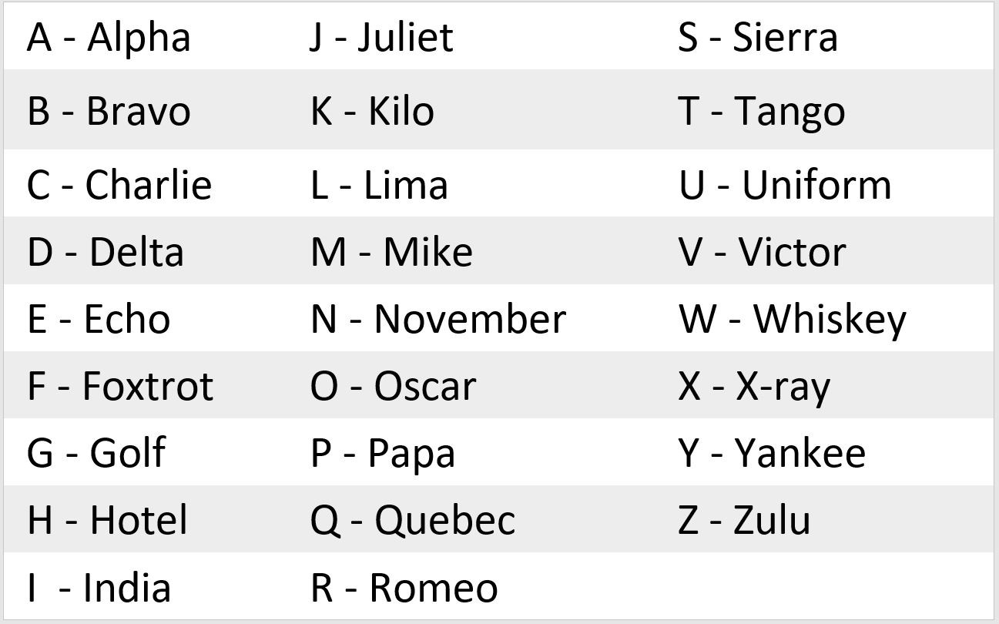 A - Alpha
B - Bravo
C - Charlie
D - Delta
E - Echo
F - Foxtrot
G - Golf
H - Hotel
I  - India
J - Juliet
K - Kilo
L - Lima
M - Mike
N - November
O - Oscar
P - Papa
Q - Quebec
R - Romeo
S - Sierra
T - Tango
U - Uniform
V - Victor
W - Whiskey
X - X-ray
Y - Yankee
Z - Zulu